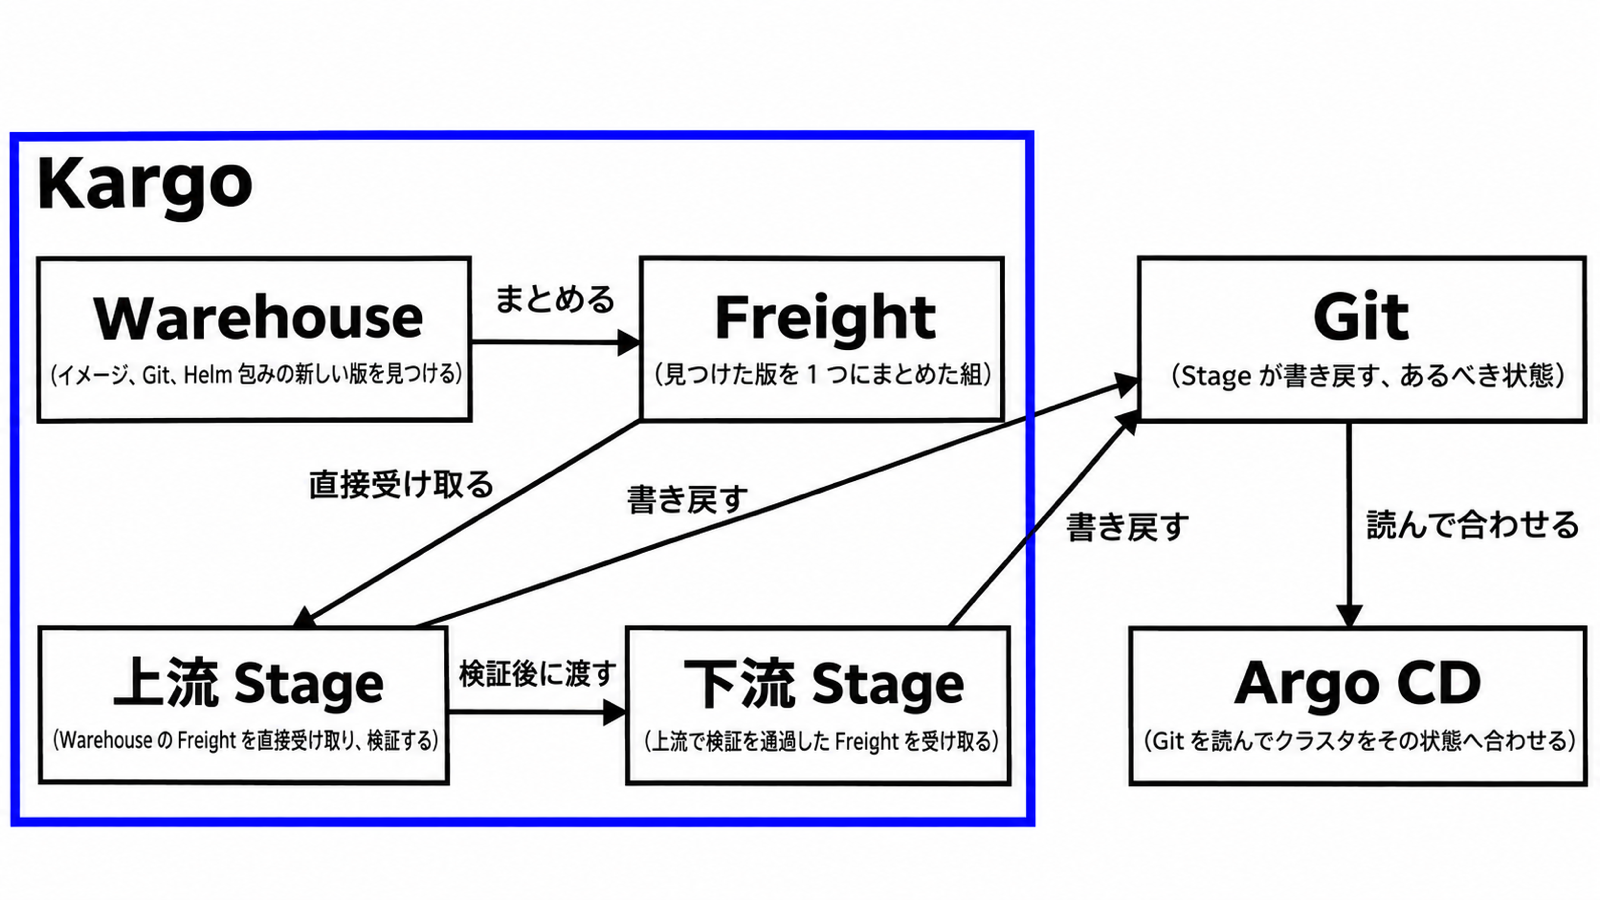 Kargo
Warehouse
（イメージ、Git、Helm 包みの新しい版を見つける）
まとめる
Freight
（見つけた版を 1 つにまとめた組）
Git
（Stage が書き戻す、あるべき状態）
直接受け取る
書き戻す
書き戻す
読んで合わせる
上流 Stage
（Warehouse の Freight を直接受け取り、検証する）
検証後に渡す
下流 Stage
（上流で検証を通過した Freight を受け取る）
Argo CD
（Git を読んでクラスタをその状態へ合わせる）